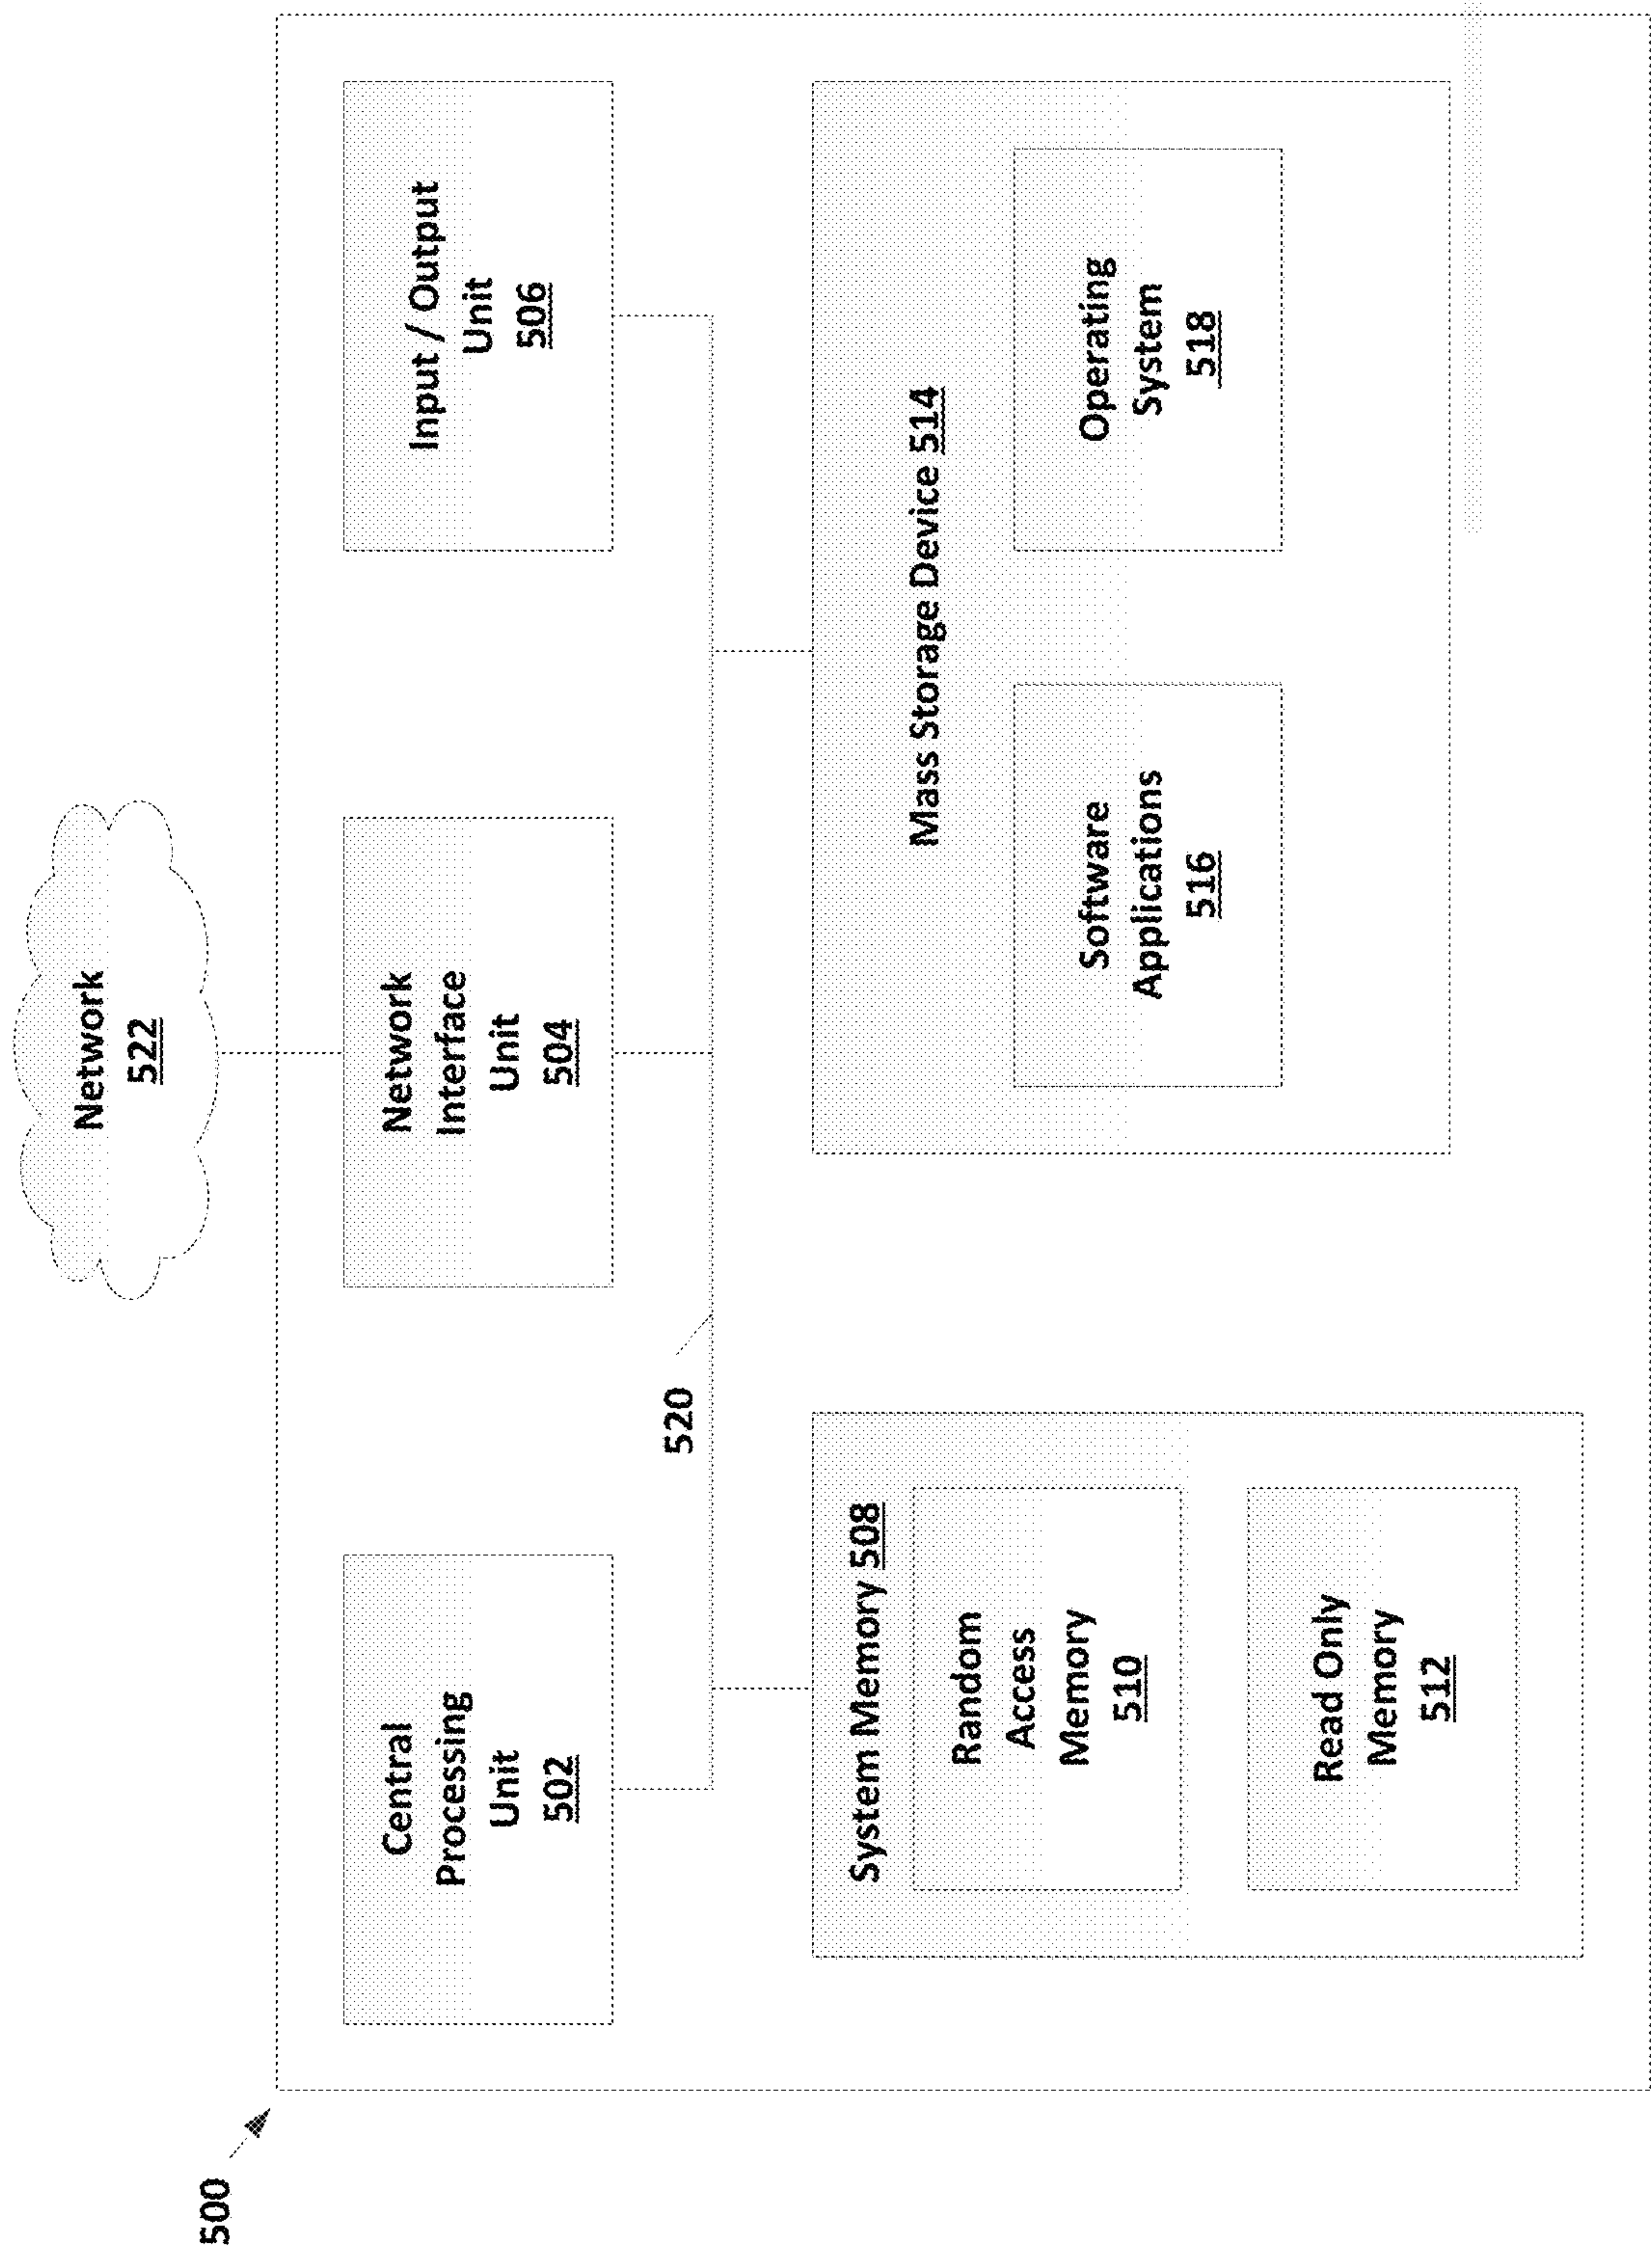 500
Network
522
Central
Processing
Unit
502
Network
Interface
Unit
504
Input / Output
Unit
506
520
System Memory 508
Random
Access
Memory
510
Read Only
Memory
512
Mass Storage Device 514
Software
Applications
516
Operating
System
518